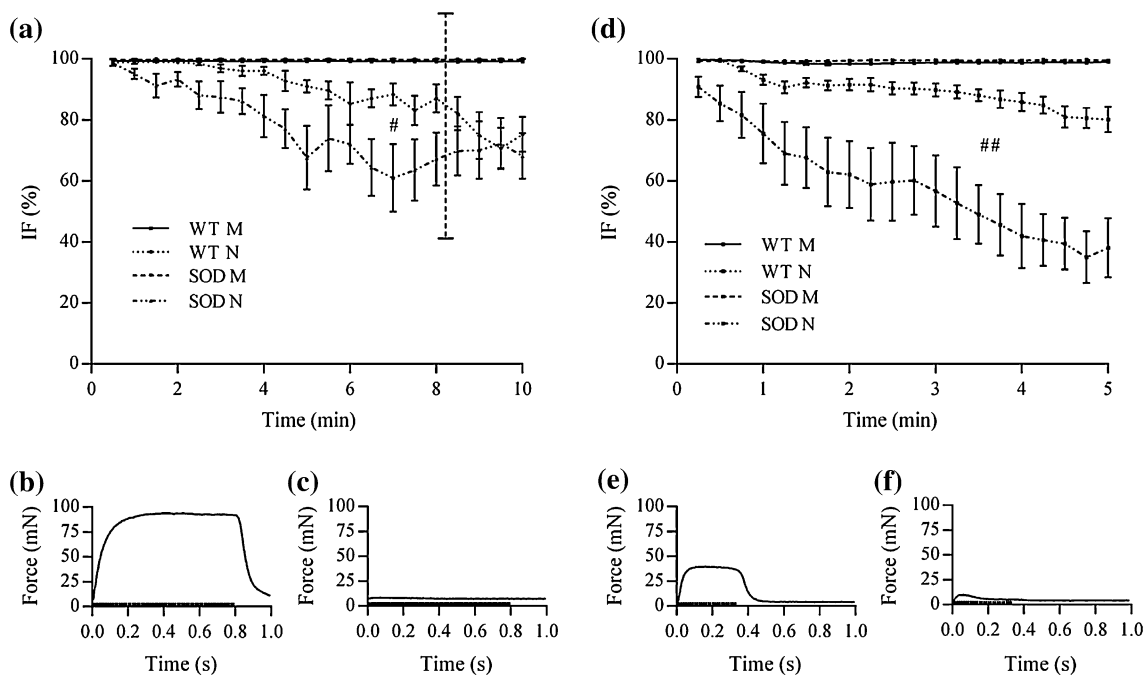 (a)
100
80
60
40
20
0
IF (%)
#
WT M
WT N
SOD M
SOD N
0 2 4 6 8 10
Time (min)
(d)
100
80
60
40
20
0
IF (%)
##
WT M
WT N
SOD M
SOD N
0 1 2 3 4 5
Time (min)
(b)
100
75
50
25
0
Force (mN)
0.0 0.2 0.4 0.6 0.8 1.0
Time (s)
(c)
100
75
50
25
0
Force (mN)
0.0 0.2 0.4 0.6 0.8 1.0
Time (s)
(e)
100
75
50
25
0
Force (mN)
0.0 0.2 0.4 0.6 0.8 1.0
Time (s)
(f)
100
75
50
25
0
Force (mN)
0.0 0.2 0.4 0.6 0.8 1.0
Time (s)